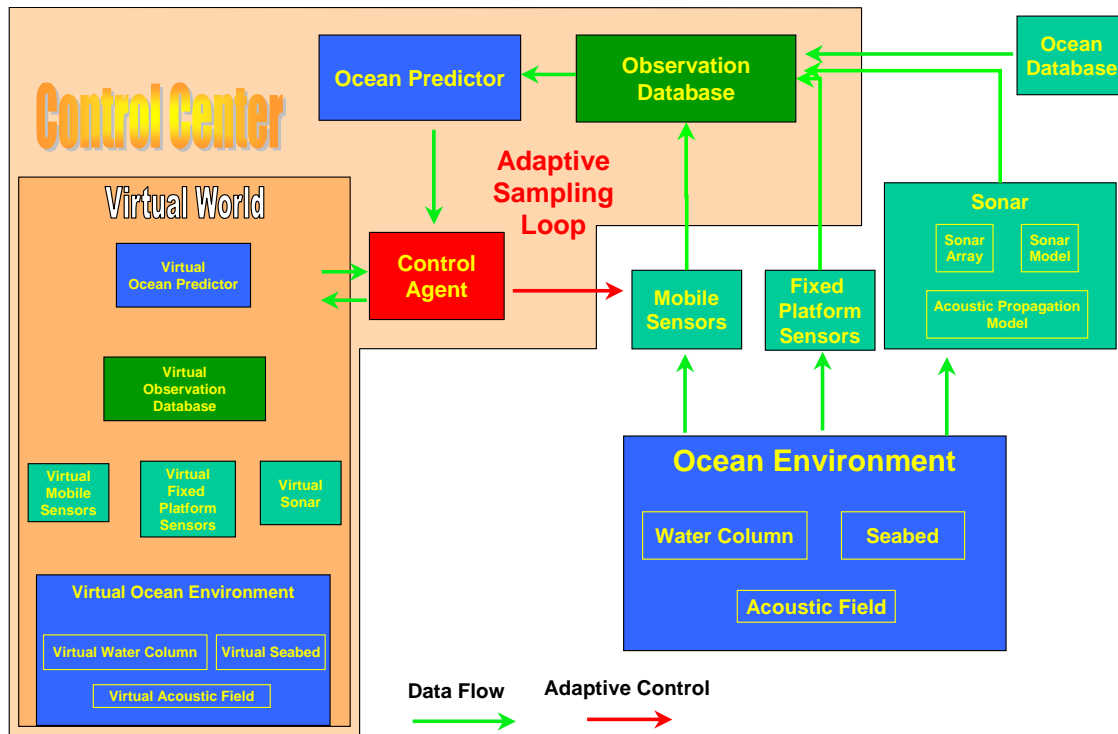 Ocean Predictor
Observation
Database
Ocean
Database
Control Center
Adaptive
Sampling
Loop
Virtual World
Virtual
Ocean Predictor
Control
Agent
Mobile
Sensors
Fixed
Platform
Sensors
Sonar
Sonar
Array
Sonar
Model
Acoustic Propagation
Model
Virtual
Observation
Database
Virtual
Mobile
Sensors
Virtual
Fixed
Platform
Sensors
Virtual
Sonar
Ocean Environment
Water Column
Seabed
Acoustic Field
Virtual Ocean Environment
Virtual Water Column
Virtual Seabed
Virtual Acoustic Field
Data Flow
Adaptive Control